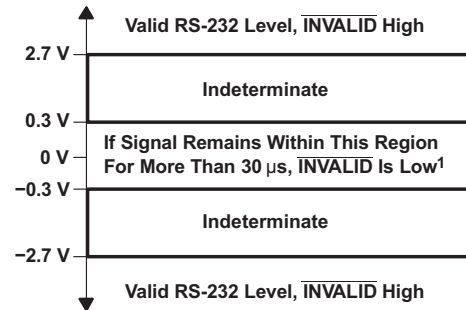 Valid RS-232 Level, INVALID High
2.7 V
Indeterminate
0.3 V
If Signal Remains Within This Region
0 V
For More Than 30 µs, INVALID Is Low1
−0.3 V
Indeterminate
−2.7 V
Valid RS-232 Level, INVALID High